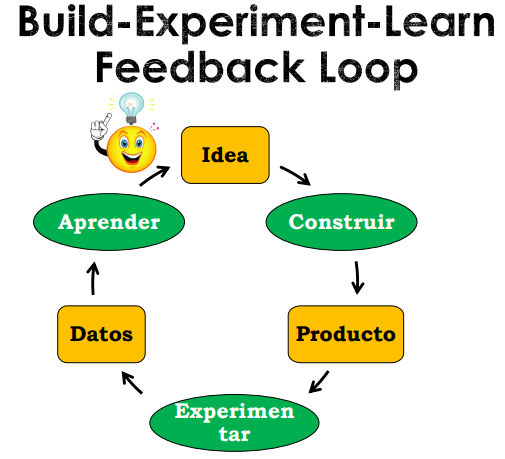 Build-Experiment-Learn
Feedback Loop
Idea
Aprender
Construir
Datos
Producto
Experimen
tar